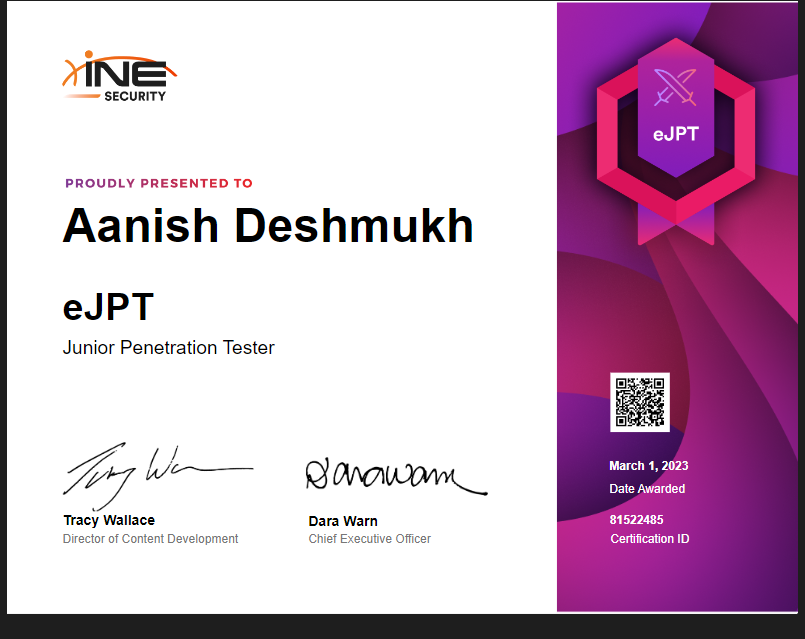 iNE
SECURITY
PROUDLY PRESENTED TO
Aanish Deshmukh
eJPT
Junior Penetration Tester
Tracy Wallace
Director of Content Development
Dara Warn
Chief Executive Officer
eJPT
March 1, 2023
Date Awarded
81522485
Certification ID